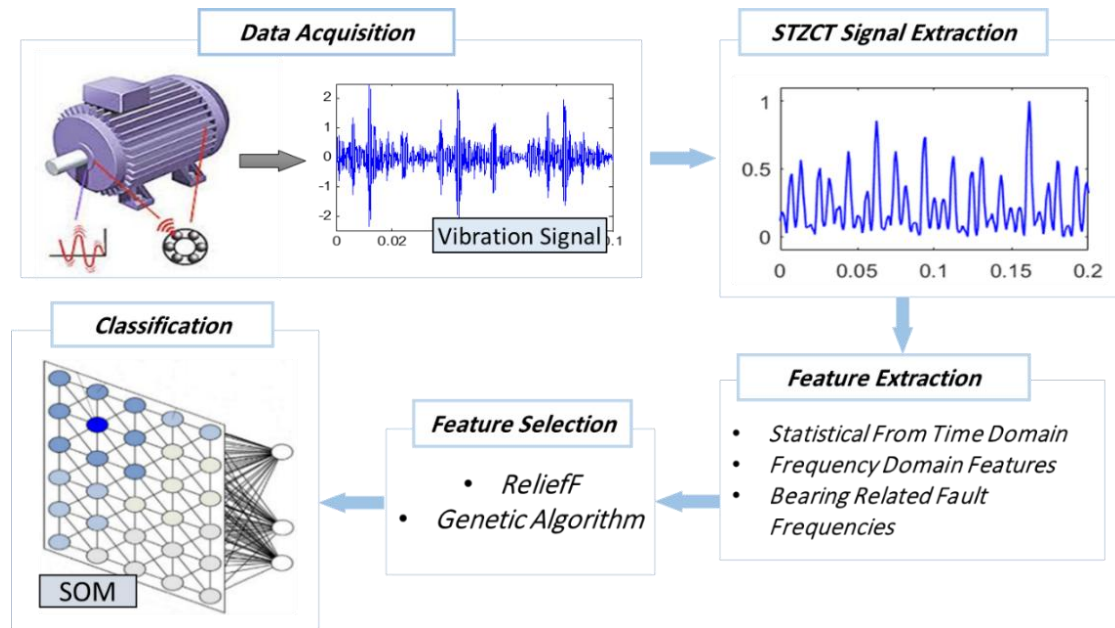 Data Acquisition
2
1
0
-1
-2
0
0.02
0.1
Vibration Signal
STZCT Signal Extraction
1
0.5
0
0
0.05
0.1
0.15
0.2
Classification
SOM
Feature Selection
• ReliefF
• Genetic Algorithm
Feature Extraction
• Statistical From Time Domain
• Frequency Domain Features
• Bearing Related Fault
Frequencies